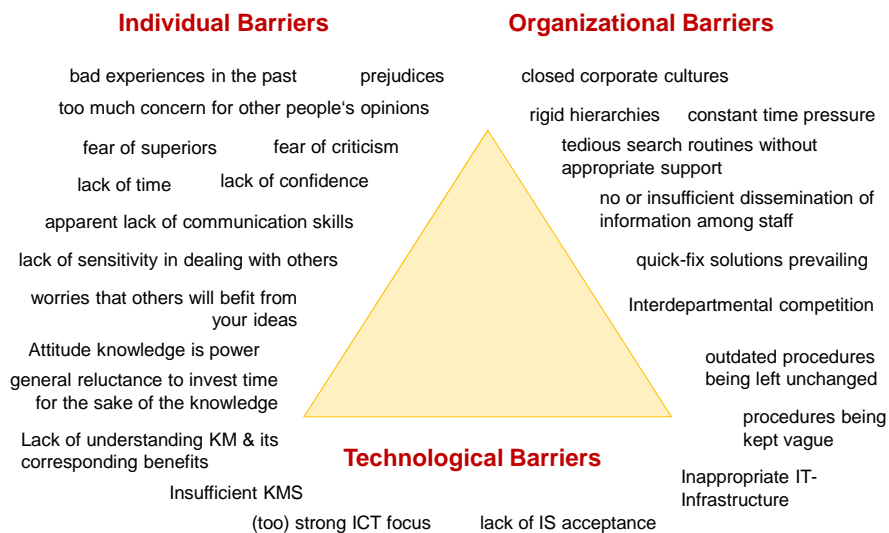 Individual Barriers
Organizational Barriers
bad experiences in the past
prejudices
closed corporate cultures
too much concern for other people‘s opinions
rigid hierarchies
constant time pressure
fear of superiors
fear of criticism
tedious search routines without
appropriate support
lack of time
lack of confidence
no or insufficient dissemination of
information among staff
apparent lack of communication skills
lack of sensitivity in dealing with others
quick-fix solutions prevailing
worries that others will befit from
your ideas
Interdepartmental competition
Attitude knowledge is power
outdated procedures
being left unchanged
general reluctance to invest time
for the sake of the knowledge
procedures being
kept vague
Lack of understanding KM & its
corresponding benefits
Technological Barriers
Inappropriate IT-
Infrastructure
Insufficient KMS
(too) strong ICT focus
lack of IS acceptance